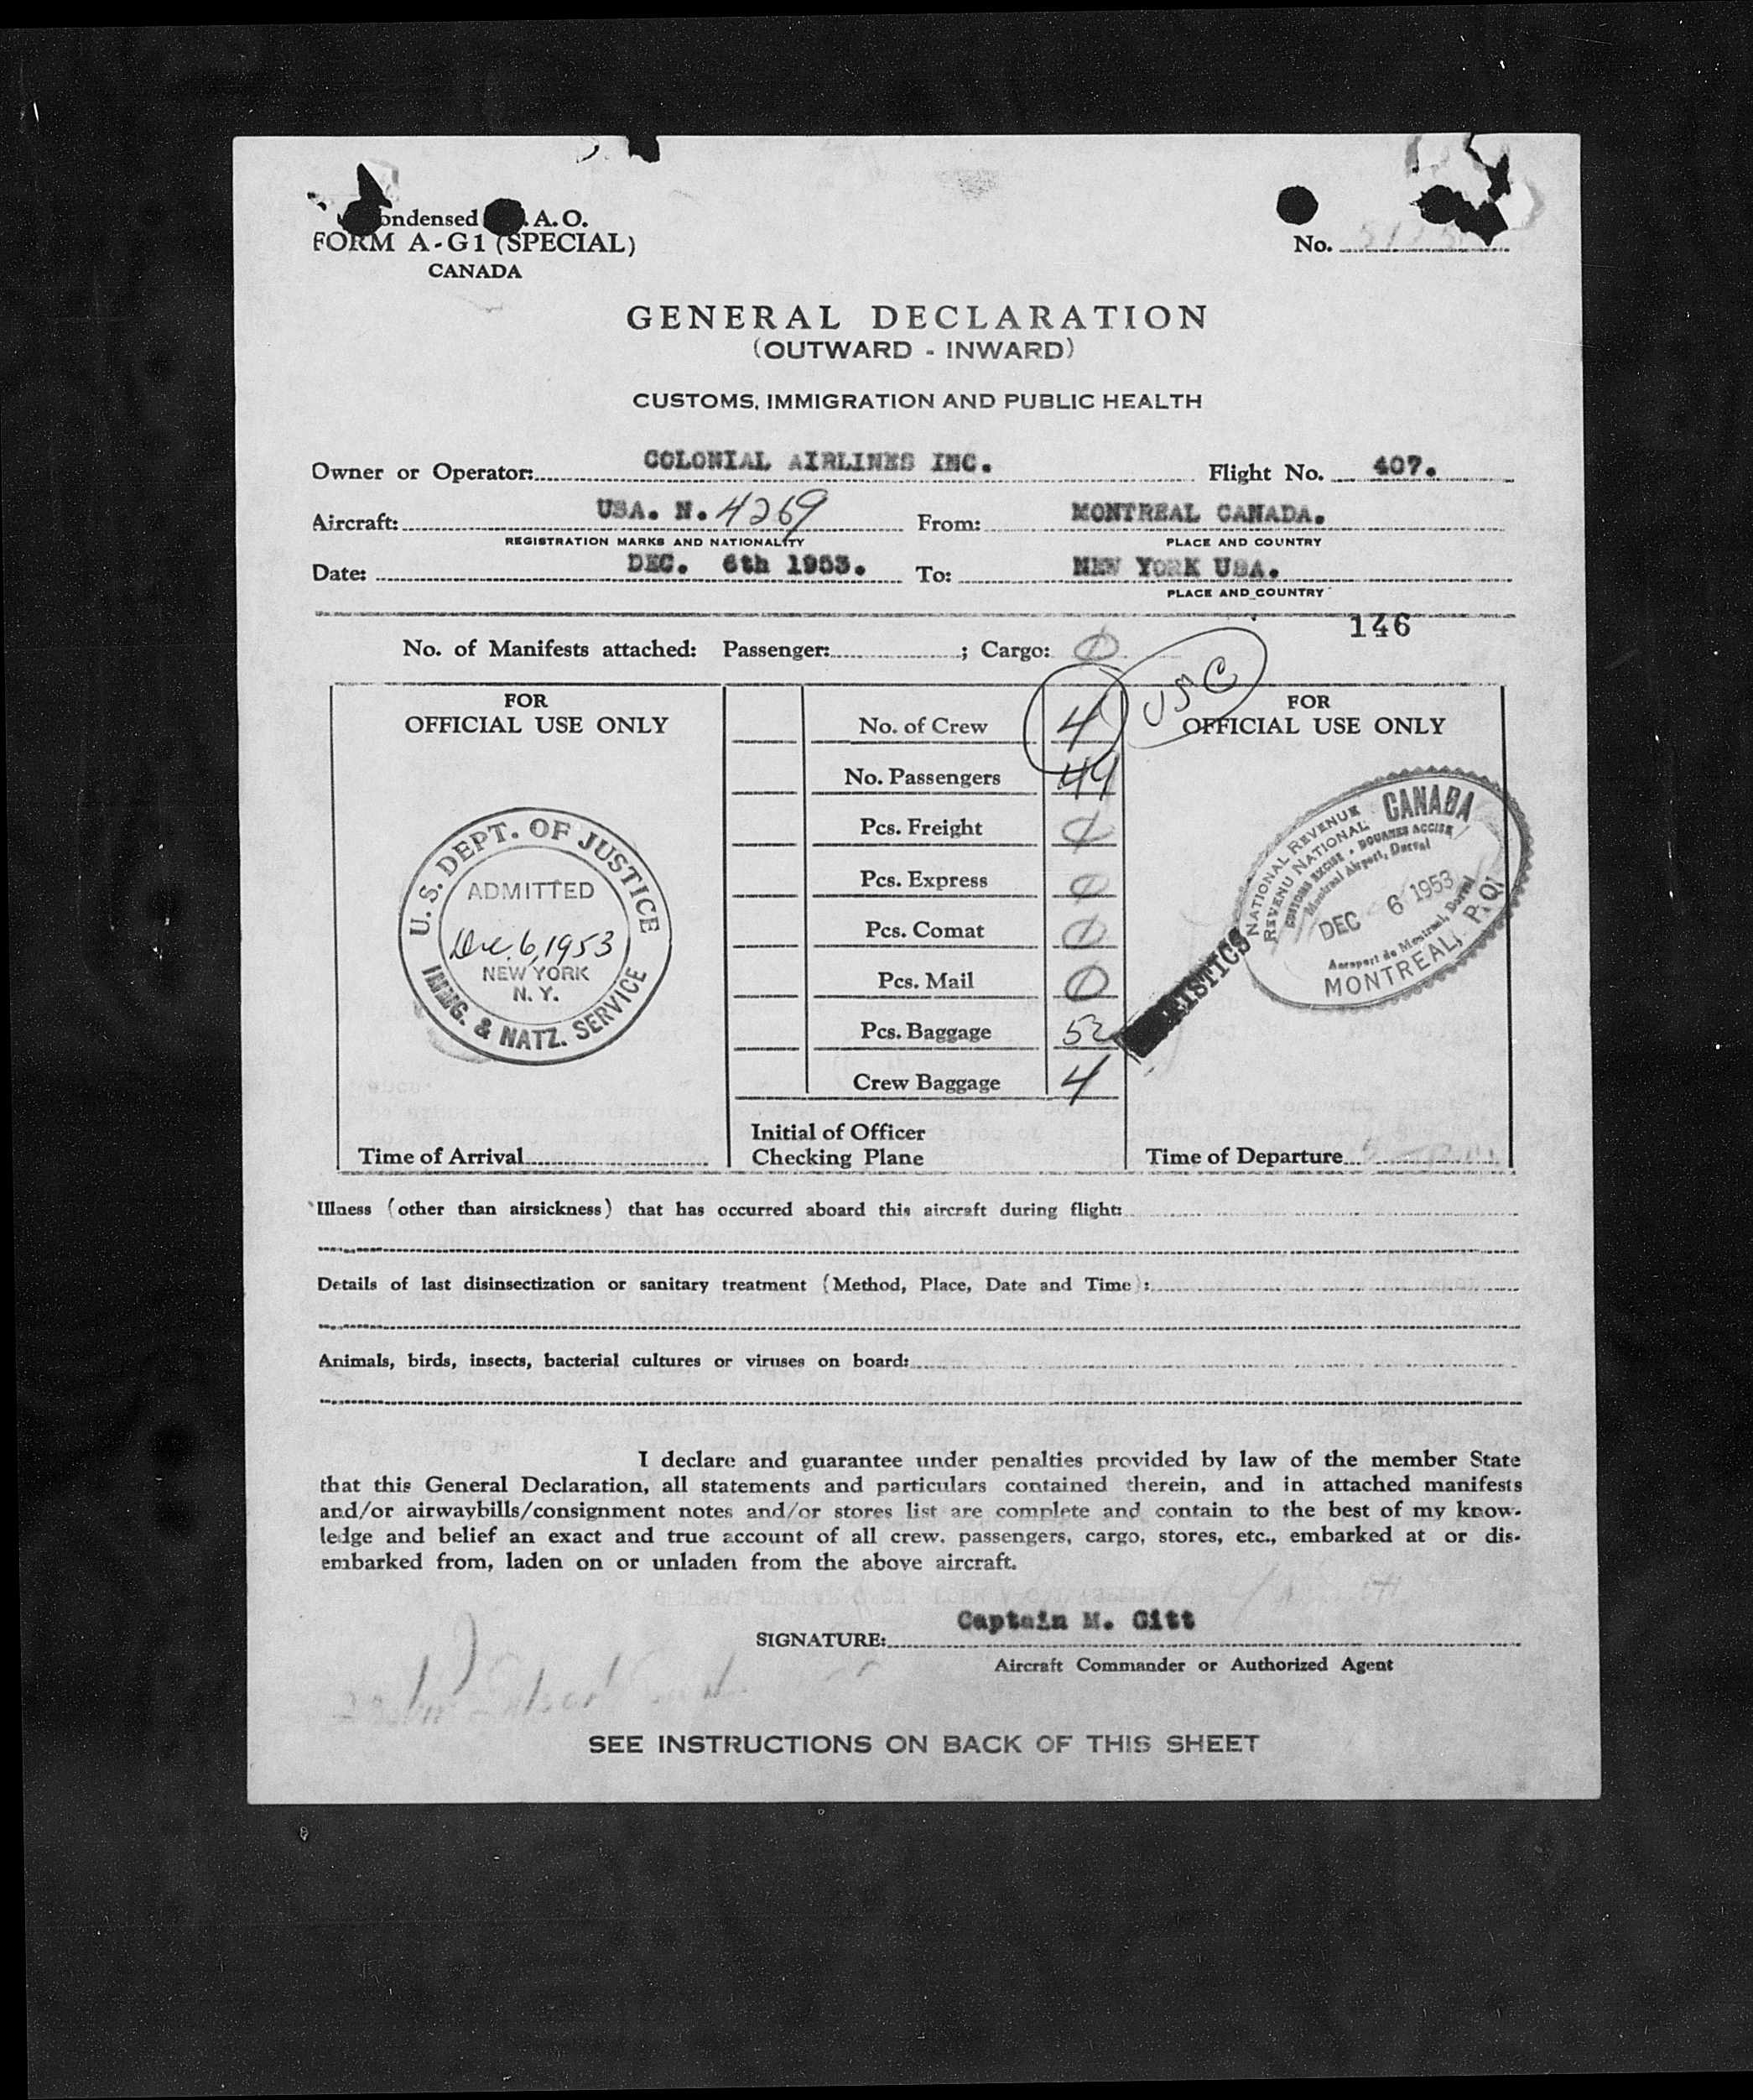 ondensed .A.O.
FORM A-G1 (SPECIAL)
CANADA
No.
GENERAL DECLARATION
(OUTWARD - INWARD)
CUSTOMS, IMMIGRATION AND PUBLIC HEALTH
Owner or Operator: COLONIAL AIRLINES INC. Flight No. 407.
Aircraft: USA. N. 4269 From: MONTREAL CANADA.
REGISTRATION MARKS AND NATIONALITY PLACE AND COUNTRY
Date: DEC. 6th 1953. To: NEW YORK USA.
PLACE AND COUNTRY
146
No. of Manifests attached: Passenger: ; Cargo: 0
FOR
OFFICIAL USE ONLY
U.S. DEPT. OF JUSTICE
ADMITTED
Dec. 6, 1953
NEW YORK
N. Y.
IMMG. & NATZ. SERVICE
Time of Arrival
No. of Crew 4
No. Passengers 44
Pcs. Freight 0
Pcs. Express 0
Pcs. Comat 0
Pcs. Mail 0
Pcs. Baggage 52
Crew Baggage 4
Initial of Officer
Checking Plane
USC
FOR
OFFICIAL USE ONLY
NATIONAL REVENUE CANADA
REVENU NATIONAL
CUSTOMS EXCISE · DOUANES ACCISE
Montreal Airport, Dorval
DEC 6 1953
Aeroport de Montreal, Dorval
MONTREAL, P.Q.
Time of Departure
Illness (other than airsickness) that has occurred aboard this aircraft during flight:
Details of last disinsectization or sanitary treatment (Method, Place, Date and Time):
Animals, birds, insects, bacterial cultures or viruses on board:
I declare and guarantee under penalties provided by law of the member State
that this General Declaration, all statements and particulars contained therein, and in attached manifests
and/or airwaybills/consignment notes and/or stores list are complete and contain to the best of my know-
ledge and belief an exact and true account of all crew, passengers, cargo, stores, etc., embarked at or dis-
embarked from, laden on or unladen from the above aircraft.
Captain M. Gitt
SIGNATURE:
Aircraft Commander or Authorized Agent
SEE INSTRUCTIONS ON BACK OF THIS SHEET